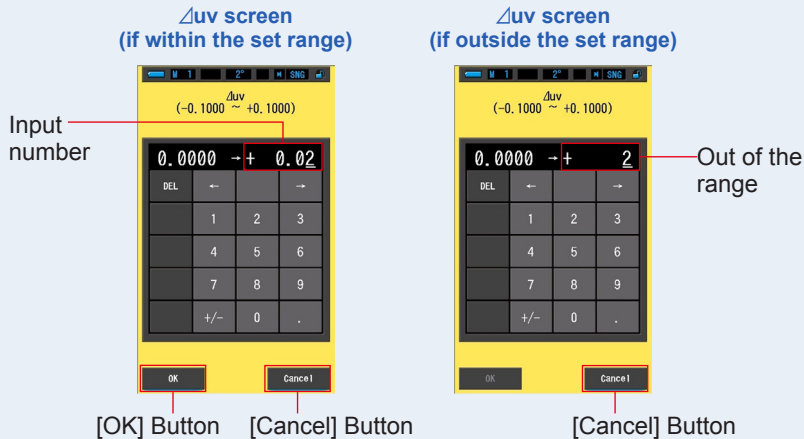 ⊿uv screen
(if within the set range)
M 1 2° SNG
⊿uv
(-0.1000 ~ +0.1000)
Input
number
0.0000 →+ 0.02
DEL ← →
1 2 3
4 5 6
7 8 9
+/- 0 .
OK Cancel
[OK] Button [Cancel] Button
⊿uv screen
(if outside the set range)
M 1 2° SNG
⊿uv
(-0.1000 ~ +0.1000)
0.0000 →+ 2
Out of the
range
DEL ← →
1 2 3
4 5 6
7 8 9
+/- 0 .
OK Cancel
[Cancel] Button